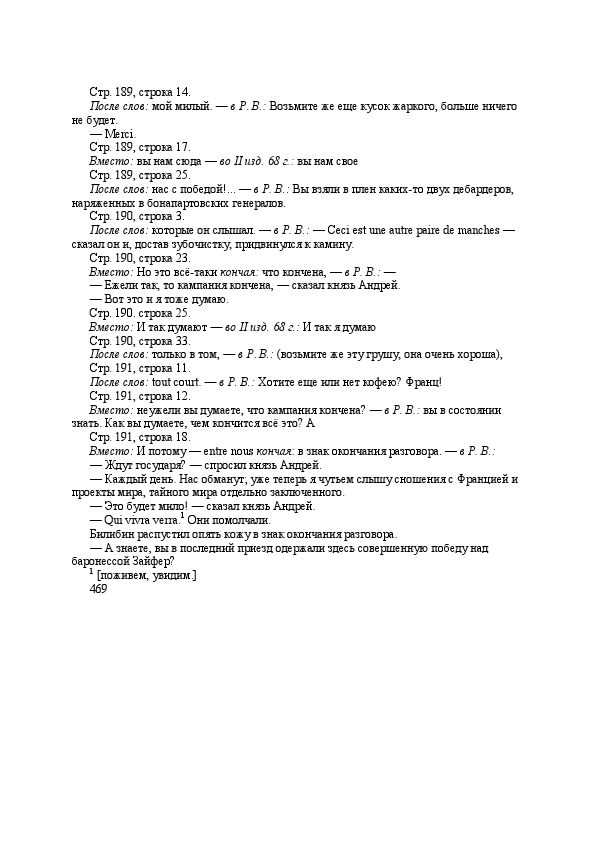 Стр. 189, строка 14.
После слов: мой милый. — в Р. В.: Возьмите же еще кусок жаркого, больше ничего
не будет.
— Merci.
Стр. 189, строка 17.
Вместо: вы нам сюда — во II изд. 68 г.: вы нам свое
Стр. 189, строка 25.
После слов: нас с победой!... — в Р. В.: Вы взяли в плен каких-то двух дебардеров,
наряженных в бонапартовских генералов.
Стр. 190, строка 3.
После слов: которые он слышал. — в Р. В.: — Ceci est une autre paire de manches —
сказал он и, достав зубочистку, придвинулся к камину.
Стр. 190, строка 23.
Вместо: Но это всё-таки кончая: что кончена, — в Р. В.: —
— Ежели так, то кампания кончена, — сказал князь Андрей.
— Вот это и я тоже думаю.
Стр. 190. строка 25.
Вместо: И так думают — во II изд. 68 г.: И так я думаю
Стр. 190, строка 33.
После слов: только в том, — в Р. В.: (возьмите же эту грушу, она очень хороша),
Стр. 191, строка 11.
После слов: tout court. — в Р. В.: Хотите еще или нет кофею? Франц!
Стр. 191, строка 12.
Вместо: неужели вы думаете, что кампания кончена? — в Р. В.: вы в состоянии
знать. Как вы думаете, чем кончится всё это? А
Стр. 191, строка 18.
Вместо: И потому — entre nous кончая: в знак окончания разговора. — в Р. В.:
— Ждут государя? — спросил князь Андрей.
— Каждый день. Нас обманут; уже теперь я чутьем слышу сношения с Францией и
проекты мира, тайного мира отдельно заключенного.
— Это будет мило! — сказал князь Андрей.
— Qui vivra verra.1 Они помолчали.
Билибин распустил опять кожу в знак окончания разговора.
— А знаете, вы в последний приезд одержали здесь совершенную победу над
баронессой Зайфер?
1 [поживем, увидим.]
469